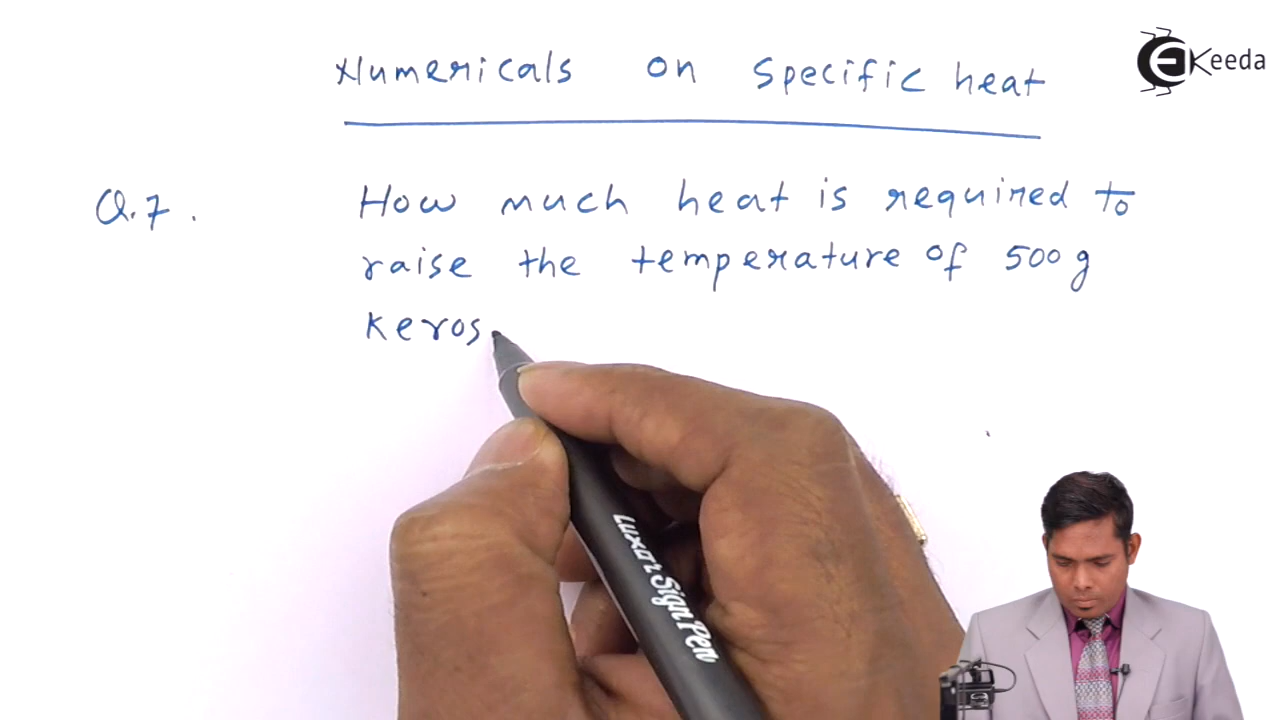 Numericals on specific heat
Keeda
Q.7. How much heat is required to
raise the temperature of 500g
Keros
Luxor Sign Pen